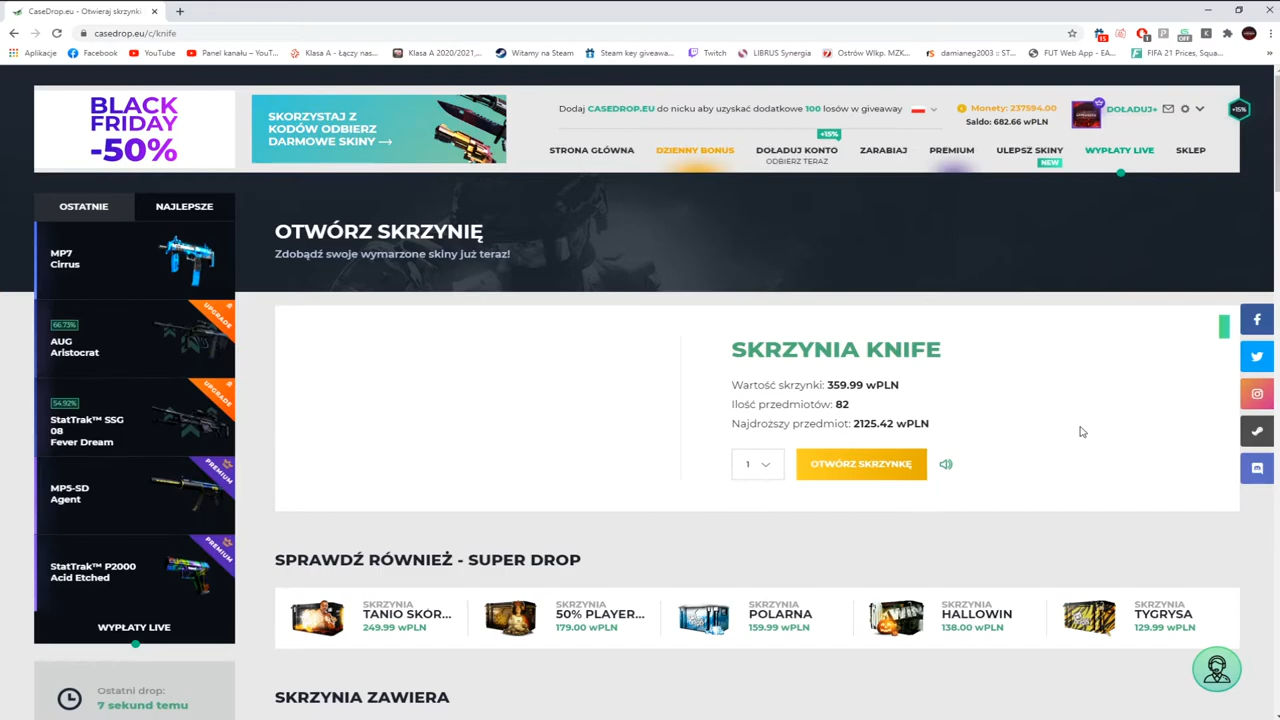 CaseDrop.eu - Otwieraj skrzynki
casedrop.eu/c/knife
Aplikacje
Facebook
YouTube
Panel kanału – YouT...
Klasa A - Łączy nas...
Klasa A 2020/2021,...
Witamy na Steam
Steam key giveawa...
Twitch
LIBRUS Synergia
Ostrów Wlkp. MZK...
damianeg2003 :: ST...
FUT Web App - EA...
FIFA 21 Prices, Squa...
BLACK
FRIDAY
-50%
SKORZYSTAJ Z
KODÓW ODBIERZ
DARMOWE SKINY
Dodaj CASEDROP.EU do nicku aby uzyskać dodatkowe 100 losów w giveaway
Monety: 237594.00
Saldo: 682.66 wPLN
DOŁADUJ+
+15%
+15%
STRONA GŁÓWNA
DZIENNY BONUS
DOŁADUJ KONTO
ODBIERZ TERAZ
ZARABIAJ
PREMIUM
ULEPSZ SKINY
NEW
WYPŁATY LIVE
SKLEP
OSTATNIE
NAJLEPSZE
MP7
Cirrus
UPGRADE
66.73%
AUG
Aristocrat
UPGRADE
54.92%
StatTrak™ SSG
08
Fever Dream
PREMIUM
MP5-SD
Agent
PREMIUM
StatTrak™ P2000
Acid Etched
WYPŁATY LIVE
Ostatni drop:
7 sekund temu
OTWÓRZ SKRZYNIĘ
Zdobądź swoje wymarzone skiny już teraz!
SKRZYNIA KNIFE
Wartość skrzynki: 359.99 wPLN
Ilość przedmiotów: 82
Najdroższy przedmiot: 2125.42 wPLN
1
OTWÓRZ SKRZYNKĘ
SPRAWDŹ RÓWNIEŻ - SUPER DROP
SKRZYNIA
TANIO SKÓR...
249.99 wPLN
SKRZYNIA
50% PLAYER...
179.00 wPLN
SKRZYNIA
POLARNA
159.99 wPLN
SKRZYNIA
HALLOWIN
138.00 wPLN
SKRZYNIA
TYGRYSA
129.99 wPLN
SKRZYNIA ZAWIERA